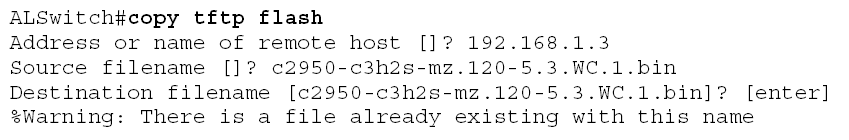 ALSwitch#copy tftp flash
Address or name of remote host []? 192.168.1.3
Source filename []? c2950-c3h2s-mz.120-5.3.WC.1.bin
Destination filename [c2950-c3h2s-mz.120-5.3.WC.1.bin]? [enter]
%Warning: There is a file already existing with this name